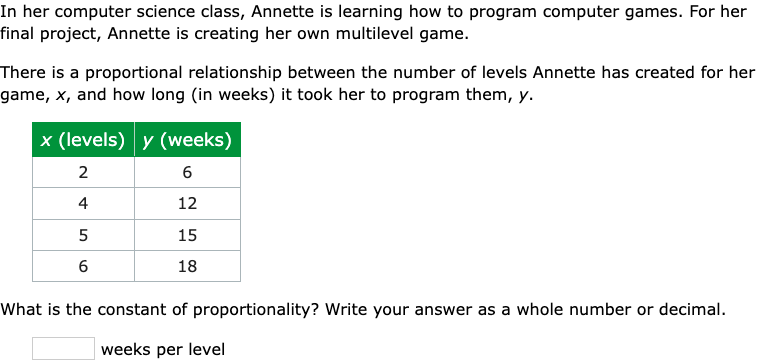 In her computer science class, Annette is learning how to program computer games. For her
final project, Annette is creating her own multilevel game.
There is a proportional relationship between the number of levels Annette has created for her
game, x, and how long (in weeks) it took her to program them, y.
x (levels) y (weeks)
2 6
4 12
5 15
6 18
What is the constant of proportionality? Write your answer as a whole number or decimal.
weeks per level